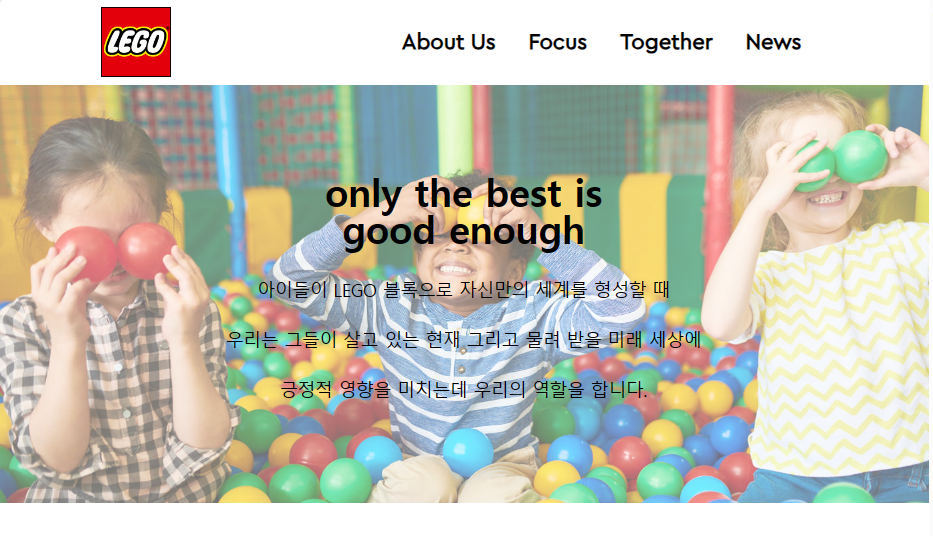 LEGO
About Us Focus Together News
only the best is
good enough
아이들이 LEGO 블록으로 자신만의 세계를 형성할 때
우리는 그들이 살고 있는 현재 그리고 물려 받을 미래 세상에
긍정적 영향을 미치는데 우리의 역할을 합니다.